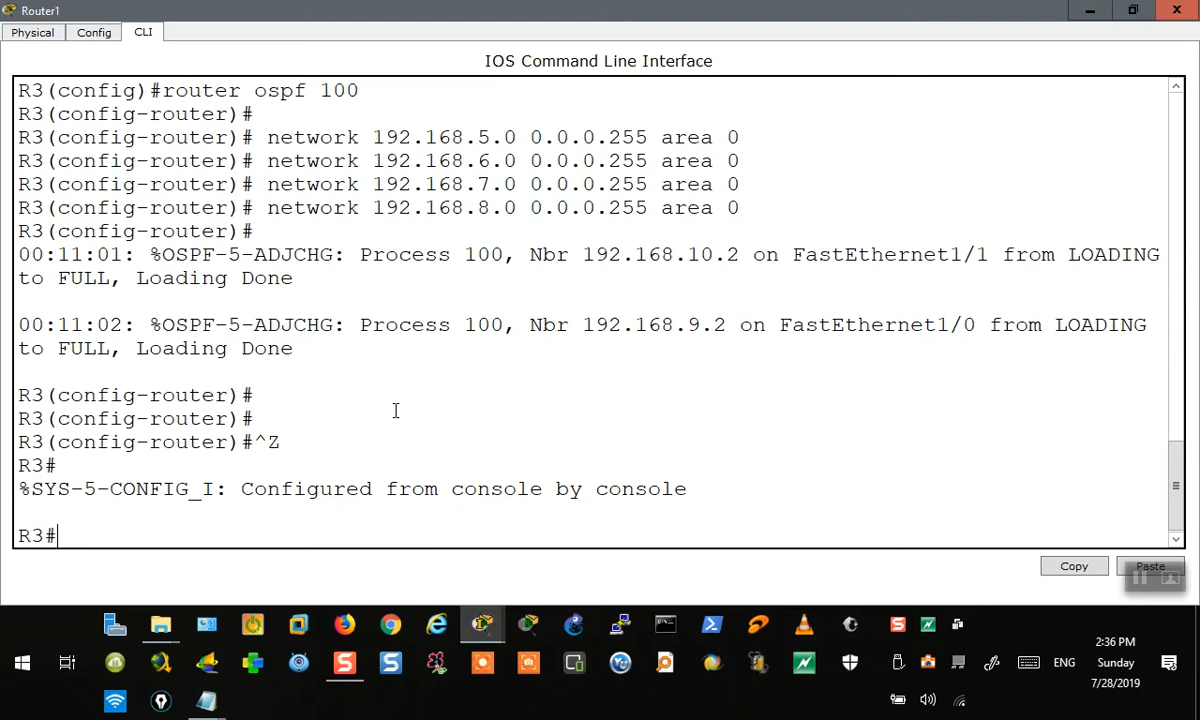 Router1
Physical
Config
CLI
IOS Command Line Interface
R3(config)#router ospf 100
R3(config-router)#
R3(config-router)# network 192.168.5.0 0.0.0.255 area 0
R3(config-router)# network 192.168.6.0 0.0.0.255 area 0
R3(config-router)# network 192.168.7.0 0.0.0.255 area 0
R3(config-router)# network 192.168.8.0 0.0.0.255 area 0
R3(config-router)#
00:11:01: %OSPF-5-ADJCHG: Process 100, Nbr 192.168.10.2 on FastEthernet1/1 from LOADING
to FULL, Loading Done
00:11:02: %OSPF-5-ADJCHG: Process 100, Nbr 192.168.9.2 on FastEthernet1/0 from LOADING
to FULL, Loading Done
R3(config-router)#
R3(config-router)#
R3(config-router)#^Z
R3#
%SYS-5-CONFIG_I: Configured from console by console
R3#
Copy
Paste
2:36 PM
ENG
Sunday
7/28/2019